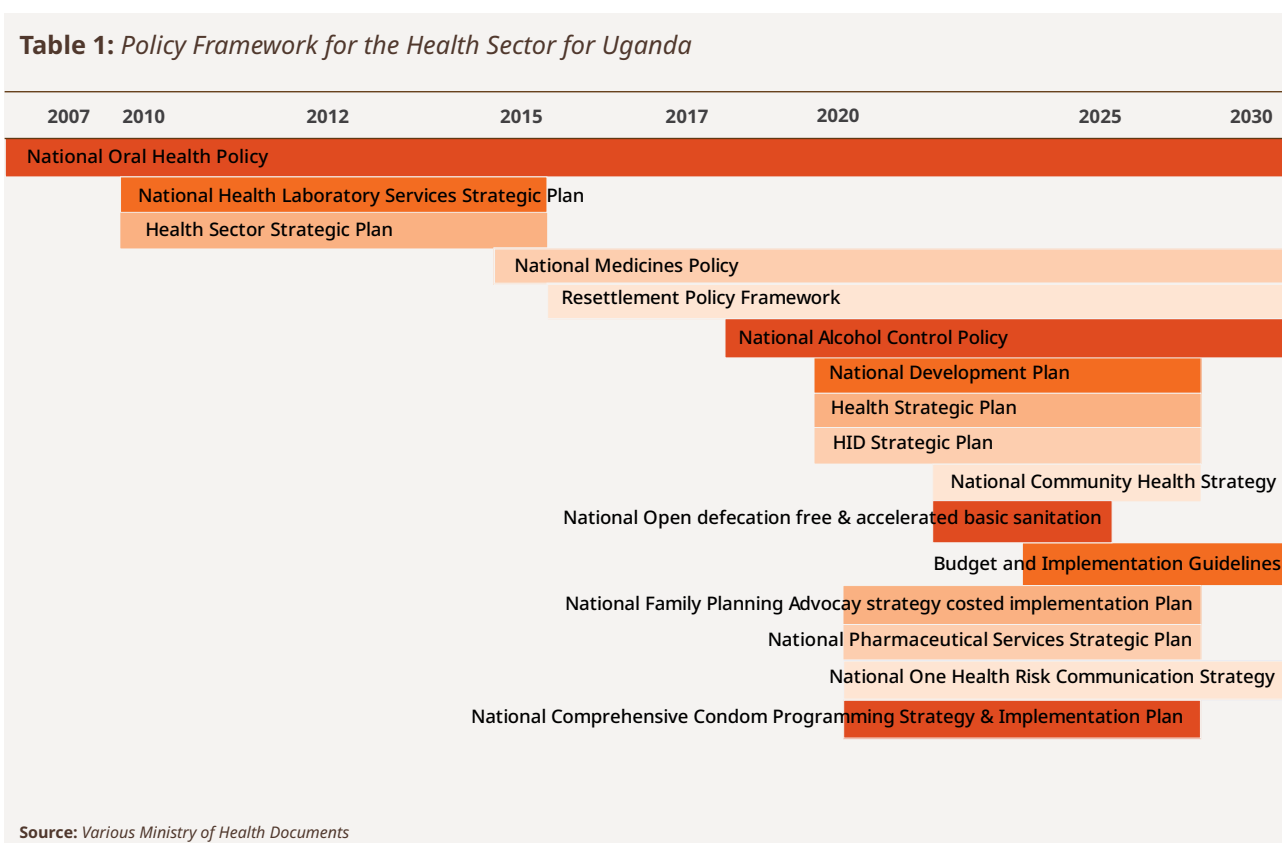 Table 1: Policy Framework for the Health Sector for Uganda
2007 2010 2012 2015 2017 2020 2025 2030
National Oral Health Policy
National Health Laboratory Services Strategic Plan
Health Sector Strategic Plan
National Medicines Policy
Resettlement Policy Framework
National Alcohol Control Policy
National Development Plan
Health Strategic Plan
HID Strategic Plan
National Community Health Strategy
National Open defecation free & accelerated basic sanitation
Budget and Implementation Guidelines
National Family Planning Advocay strategy costed implementation Plan
National Pharmaceutical Services Strategic Plan
National One Health Risk Communication Strategy
National Comprehensive Condom Programming Strategy & Implementation Plan
Source: Various Ministry of Health Documents